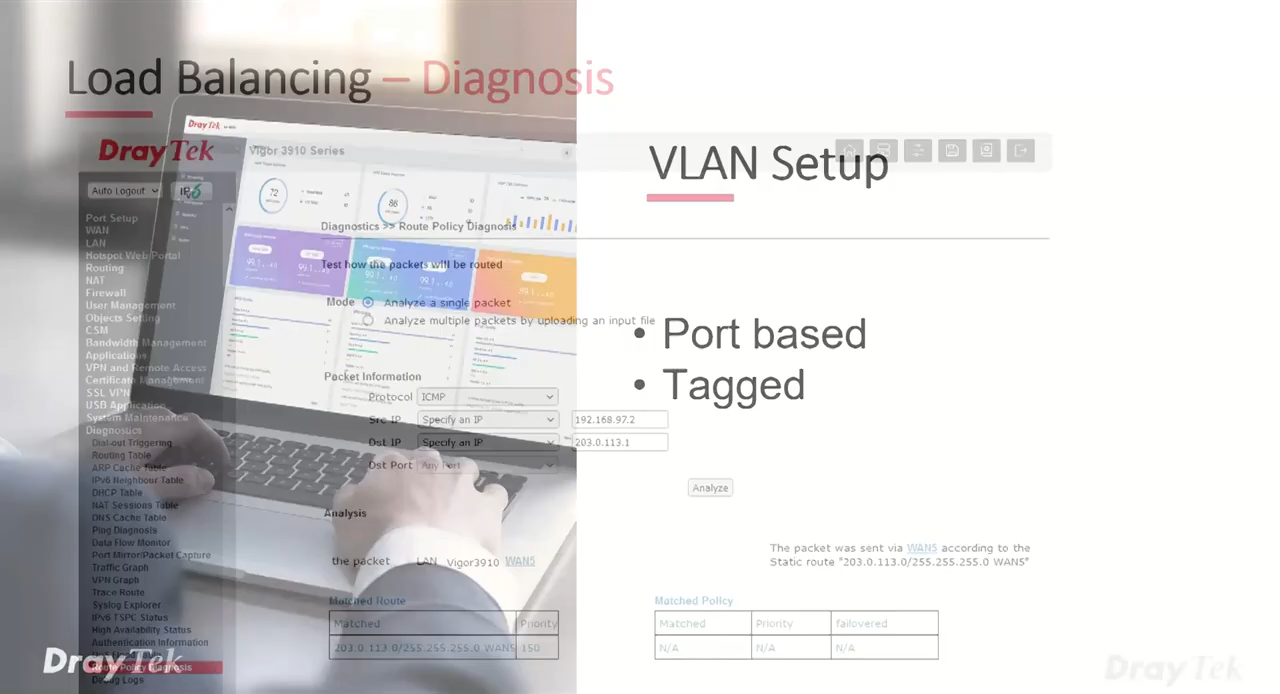 Load Balancing – Diagnosis
DrayTek
Vigor 3910 Series
VLAN Setup
Auto Logout
IPv6
Port Setup
WAN
LAN
Hotspot Web Portal
Routing
NAT
Firewall
User Management
Objects Setting
CSM
Bandwidth Management
Applications
VPN and Remote Access
Certificate Management
SSL VPN
USB Application
System Maintenance
Diagnostics
Dial-out Triggering
Routing Table
ARP Cache Table
IPv6 Neighbour Table
DHCP Table
NAT Sessions Table
DNS Cache Table
Ping Diagnosis
Data Flow Monitor
Port Mirror/Packet Capture
Traffic Graph
VPN Graph
Trace Route
Syslog Explorer
IPv6 TSPC Status
High Availability Status
Authentication Information
Route Policy Diagnosis
Debug Logs
DrayTek
72
86
Diagnostics >> Route Policy Diagnosis
Test how the packets will be routed
Mode Analyze a single packet
Analyze multiple packets by uploading an input file
• Port based
• Tagged
Packet Information
Protocol ICMP
Src IP Specify an IP 192.168.97.2
Dst IP Specify an IP 203.0.113.1
Dst Port Any Port
Analyze
Analysis
the packet LAN Vigor3910 WAN5
The packet was sent via WAN5 according to the
Static route "203.0.113.0/255.255.255.0 WAN5"
Matched Route
Matched Priority
203.0.113.0/255.255.255.0 WAN5 150
Matched Policy
Matched Priority failovered
N/A N/A N/A
DrayTek
DrayTek